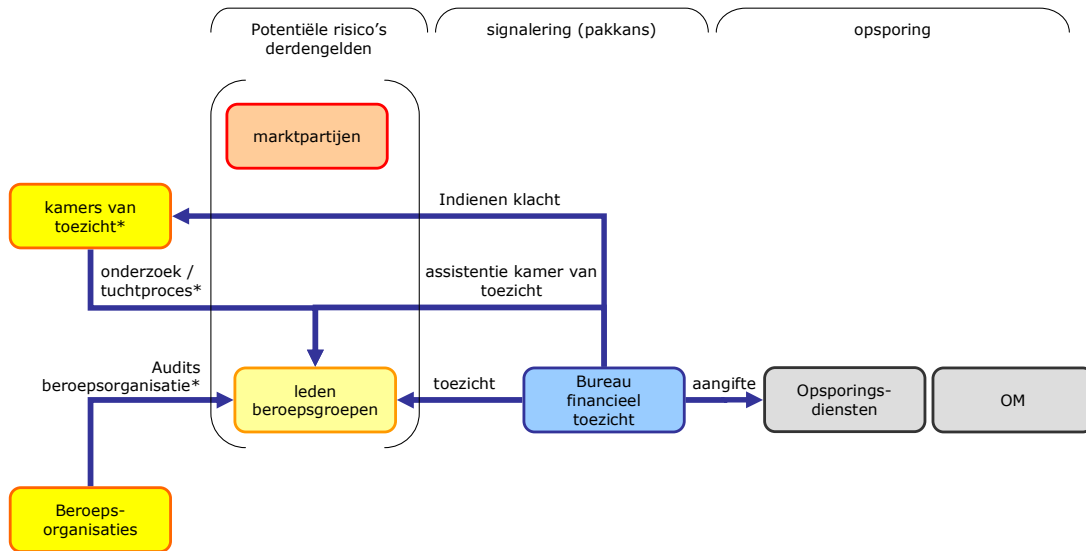 Potentiële risico’s
derdengelden
signalering (pakkans)
opsporing
marktpartijen
kamers van
toezicht*
Indienen klacht
onderzoek /
tuchtproces*
assistentie kamer van
toezicht
Audits
beroepsorganisatie*
leden
beroepsgroepen
toezicht
Bureau
financieel
toezicht
aangifte
Opsporings-
diensten
OM
Beroeps-
organisaties